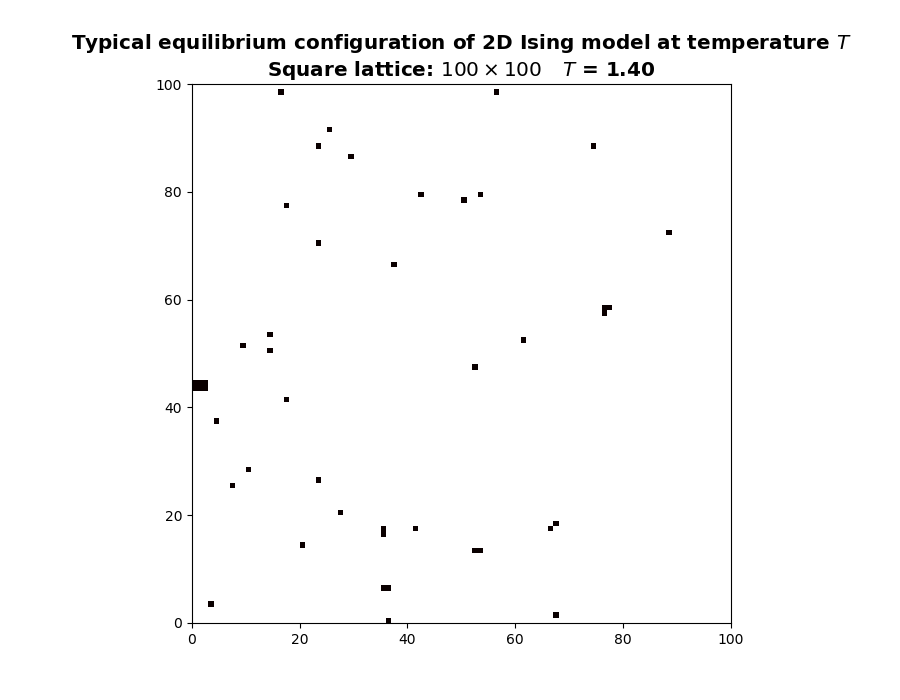 Typical equilibrium configuration of 2D Ising model at temperature T
Square lattice: 100 × 100 T = 1.40
100
80
60
40
20
0
0 20 40 60 80 100